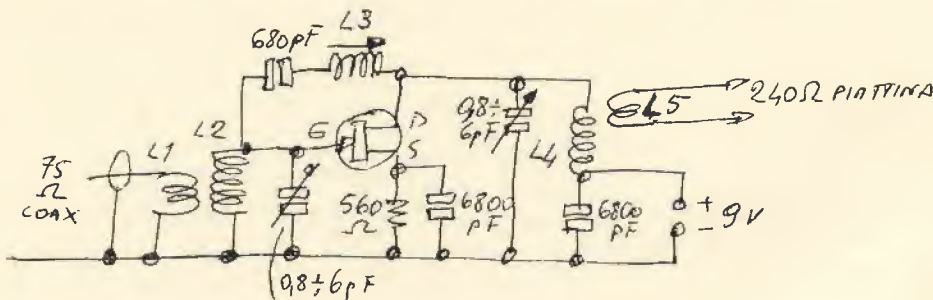 680pF L3
L1 L2 G D S
0,8÷
6pF
L4
L5
240Ω PIATTINA
75
Ω
COAX
560
Ω
6800
pF
6800
pF
+
-
9V
0,8÷6pF